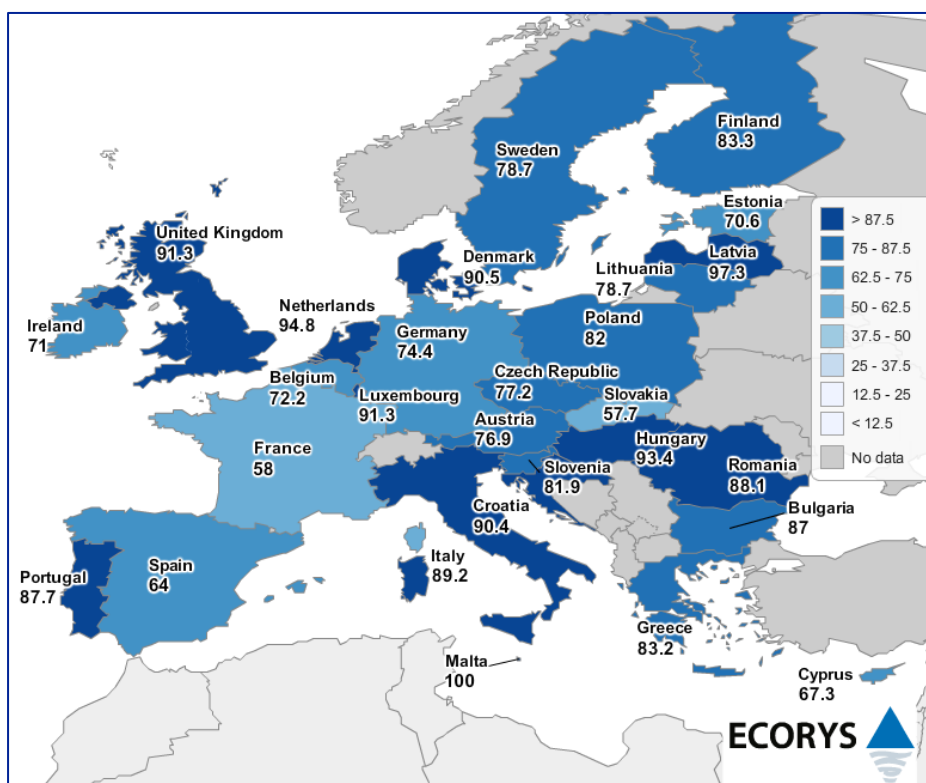 Finland
83.3
Sweden
78.7
Estonia
70.6
> 87.5
75 - 87.5
62.5 - 75
50 - 62.5
37.5 - 50
25 - 37.5
12.5 - 25
< 12.5
No data
United Kingdom
91.3
Denmark
90.5
Latvia
97.3
Lithuania
78.7
Netherlands
94.8
Ireland
71
Germany
74.4
Poland
82
Belgium
72.2
Czech Republic
77.2
Luxembourg
91.3
Slovakia
57.7
Austria
76.9
France
58
Hungary
93.4
Slovenia
81.9
Romania
88.1
Croatia
90.4
Bulgaria
87
Italy
89.2
Spain
64
Portugal
87.7
Greece
83.2
Malta
100
Cyprus
67.3
ECORYS